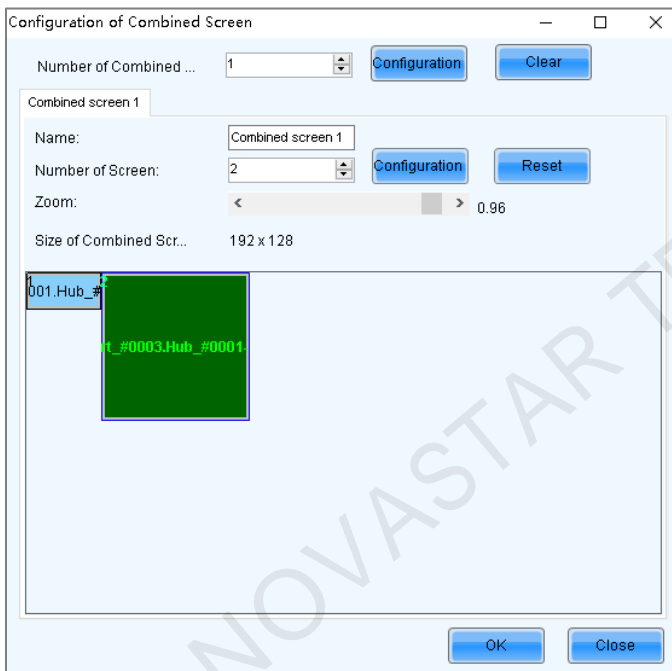 Configuration of Combined Screen
Number of Combined ... 1 Configuration Clear
Combined screen 1
Name: Combined screen 1
Number of Screen: 2 Configuration Reset
Zoom: 0.96
Size of Combined Scr... 192 x 128
1 2
001.Hub_#
rt_#0003.Hub_#0001-
NOVASTAR
OK Close